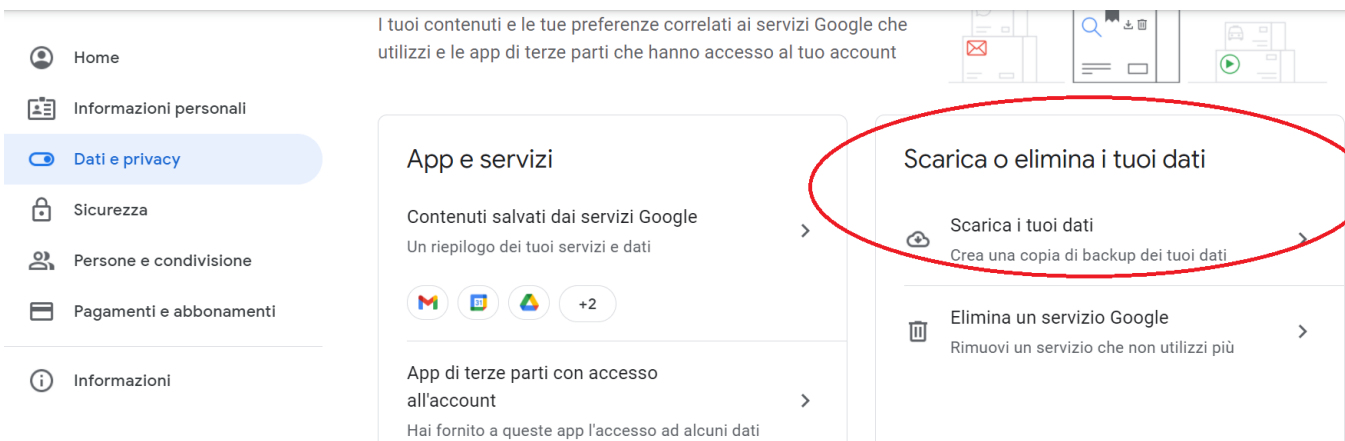 I tuoi contenuti e le tue preferenze correlati ai servizi Google che
utilizzi e le app di terze parti che hanno accesso al tuo account
Home
Informazioni personali
Dati e privacy
Sicurezza
Persone e condivisione
Pagamenti e abbonamenti
Informazioni
App e servizi
Contenuti salvati dai servizi Google
Un riepilogo dei tuoi servizi e dati
31
+2
App di terze parti con accesso
all'account
Hai fornito a queste app l'accesso ad alcuni dati
Scarica o elimina i tuoi dati
Scarica i tuoi dati
Crea una copia di backup dei tuoi dati
Elimina un servizio Google
Rimuovi un servizio che non utilizzi più